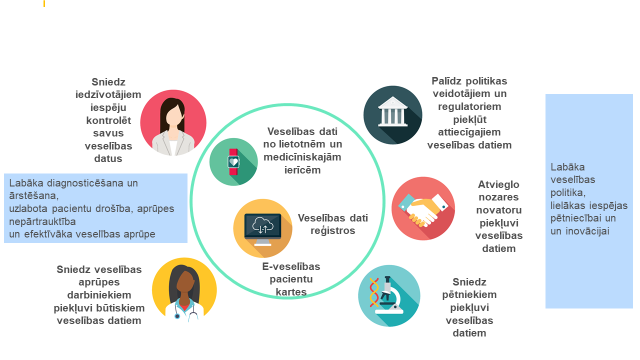 Sniedz
iedzīvotājiem
iespēju
kontrolēt
savus
veselības
datus
Labāka diagnosticēšana un
ārstēšana,
uzlabota pacientu drošība, aprūpes
nepārtrauktība
un efektīvāka veselības aprūpe
Sniedz veselības
aprūpes
darbiniekiem
piekļuvi būtiskiem
veselības datiem
Veselības dati
no lietotnēm un
medicīniskajām
ierīcēm
Veselības dati
reģistros
E-veselības
pacientu
kartes
Palīdz politikas
veidotājiem un
regulatoriem
piekļūt
attiecīgajiem
veselības datiem
Atvieglo
nozares
novatoru
piekļuvi
veselības
datiem
Sniedz
pētniekiem
piekļuvi
veselības
datiem
Labāka
veselības
politika,
lielākas iespējas
pētniecībai un
un inovācijai